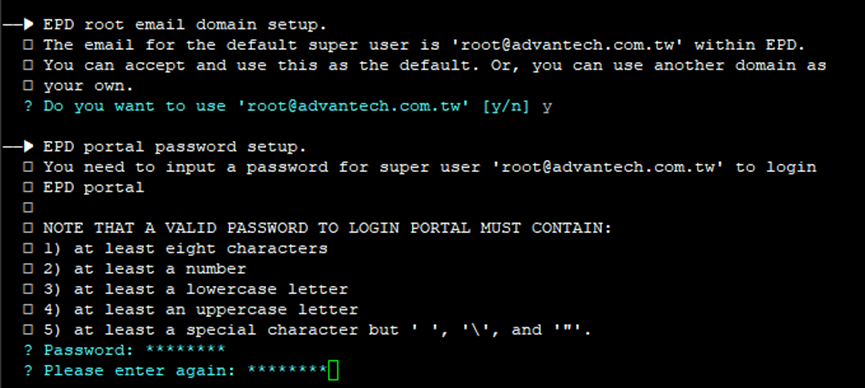 EPD root email domain setup.
The email for the default super user is 'root@advantech.com.tw' within EPD.
You can accept and use this as the default. Or, you can use another domain as
your own.
? Do you want to use 'root@advantech.com.tw' [y/n] y
EPD portal password setup.
You need to input a password for super user 'root@advantech.com.tw' to login
EPD portal
NOTE THAT A VALID PASSWORD TO LOGIN PORTAL MUST CONTAIN:
1) at least eight characters
2) at least a number
3) at least a lowercase letter
4) at least an uppercase letter
5) at least a special character but ' ', '\', and '"'.
? Password: ********
? Please enter again: ********